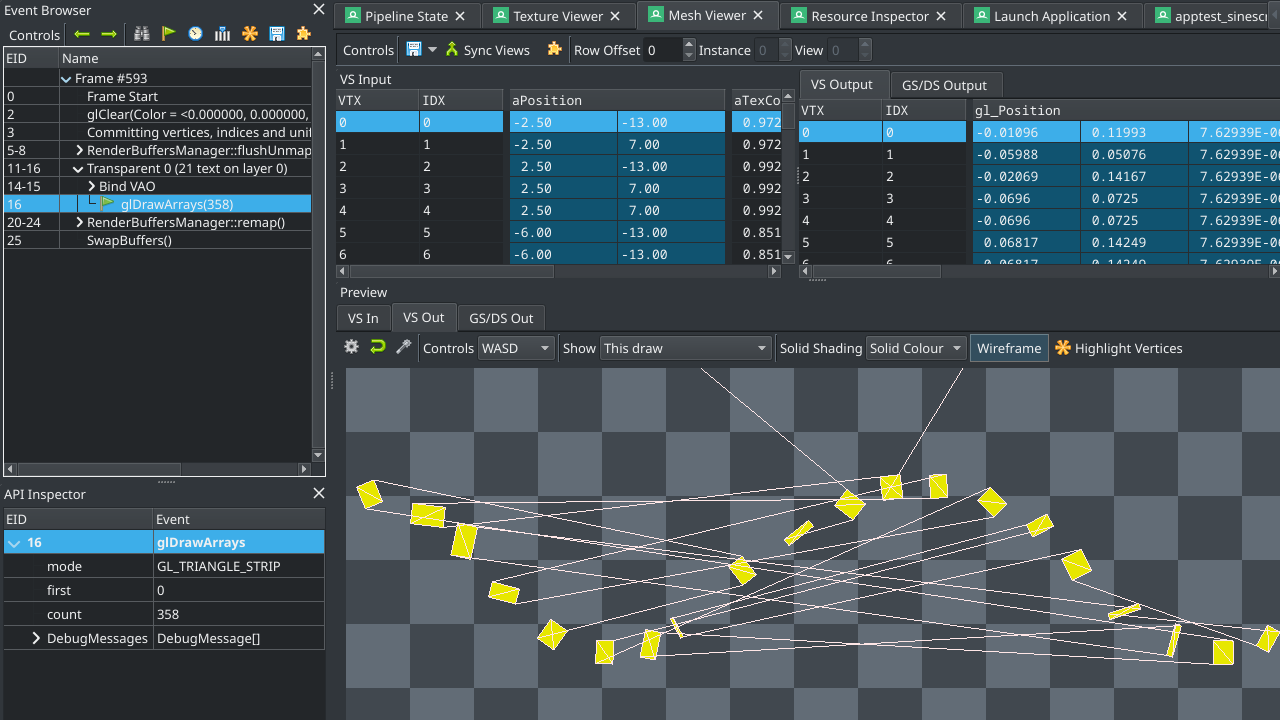 Event Browser
Controls
EID Name
Frame #593
0 Frame Start
2 glClear(Color = <0.000000, 0.000000,
3 Committing vertices, indices and unif
5-8 RenderBuffersManager::flushUnmap
11-16 Transparent 0 (21 text on layer 0)
14-15 Bind VAO
16 glDrawArrays(358)
20-24 RenderBuffersManager::remap()
25 SwapBuffers()
API Inspector
EID Event
16 glDrawArrays
mode GL_TRIANGLE_STRIP
first 0
count 358
DebugMessages DebugMessage[]
Pipeline State Texture Viewer Mesh Viewer Resource Inspector Launch Application apptest_sinescr
Controls Sync Views Row Offset 0 Instance 0 View 0
VS Input
VTX IDX aPosition aTexCo
0 0 -2.50 -13.00 0.972
1 1 -2.50 7.00 0.972
2 2 2.50 -13.00 0.992
3 3 2.50 7.00 0.992
4 4 2.50 7.00 0.992
5 5 -6.00 -13.00 0.851
6 6 -6.00 -13.00 0.851
VS Output GS/DS Output
VTX IDX gl_Position
0 0 -0.01096 0.11993 7.62939E-0
1 1 -0.05988 0.05076 7.62939E-0
2 2 -0.02069 0.14167 7.62939E-0
3 3 -0.0696 0.0725 7.62939E-0
4 4 -0.0696 0.0725 7.62939E-0
5 5 0.06817 0.14249 7.62939E-0
6 6 0.06817 0.14249 7.62939E-0
Preview
VS In VS Out GS/DS Out
Controls WASD Show This draw Solid Shading Solid Colour Wireframe Highlight Vertices